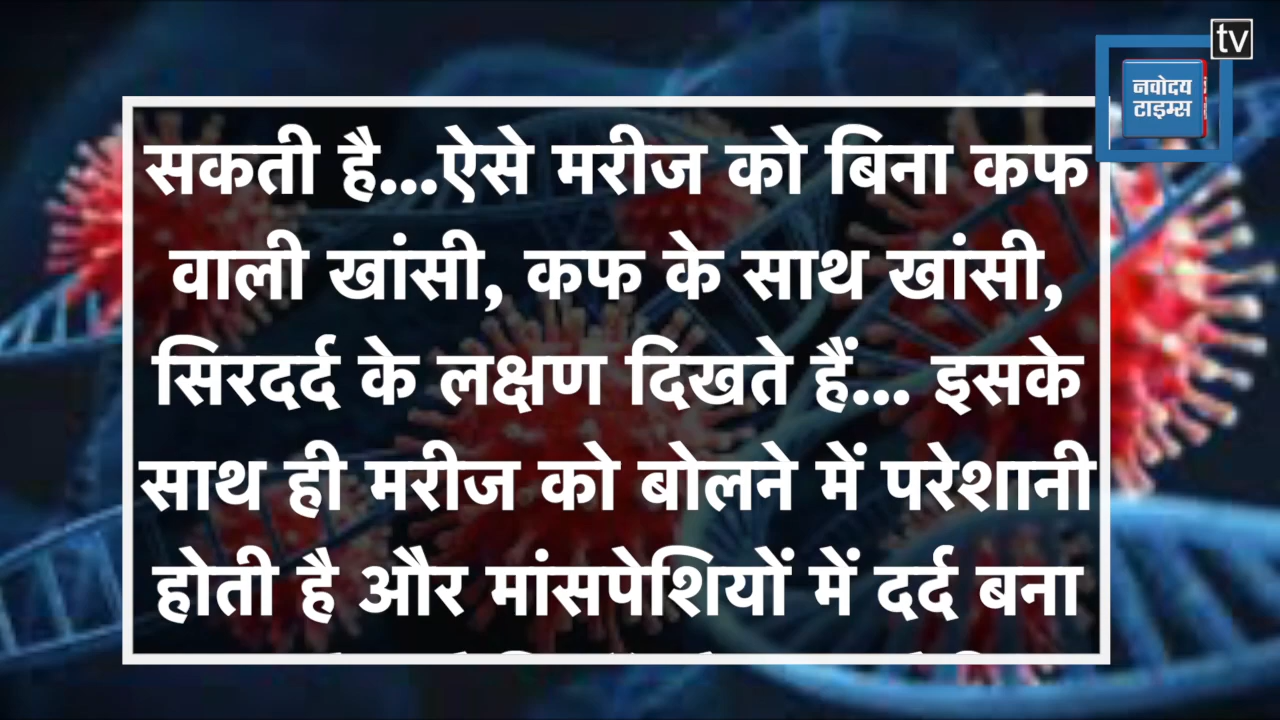 tv
नवोदय
टाइम्स
सकती है...ऐसे मरीज को बिना कफ
वाली खांसी, कफ के साथ खांसी,
सिरदर्द के लक्षण दिखते हैं... इसके
साथ ही मरीज को बोलने में परेशानी
होती है और मांसपेशियों में दर्द बना